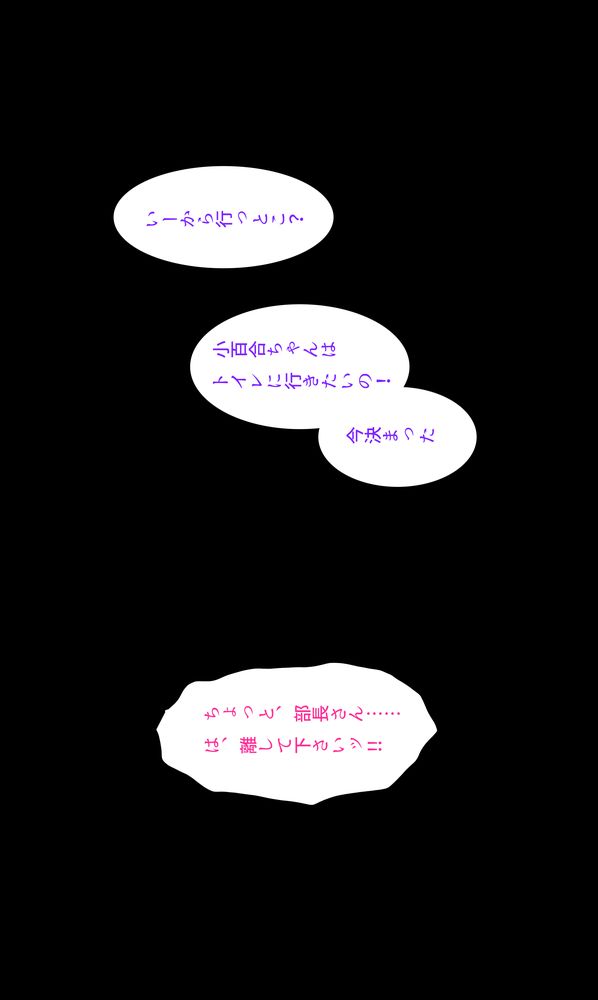 いーから行っとこ?
小百合ちゃんは
トイレに行きたいの!
今決まった
ちょっと、部長さん……
は、離して下さいッ!!